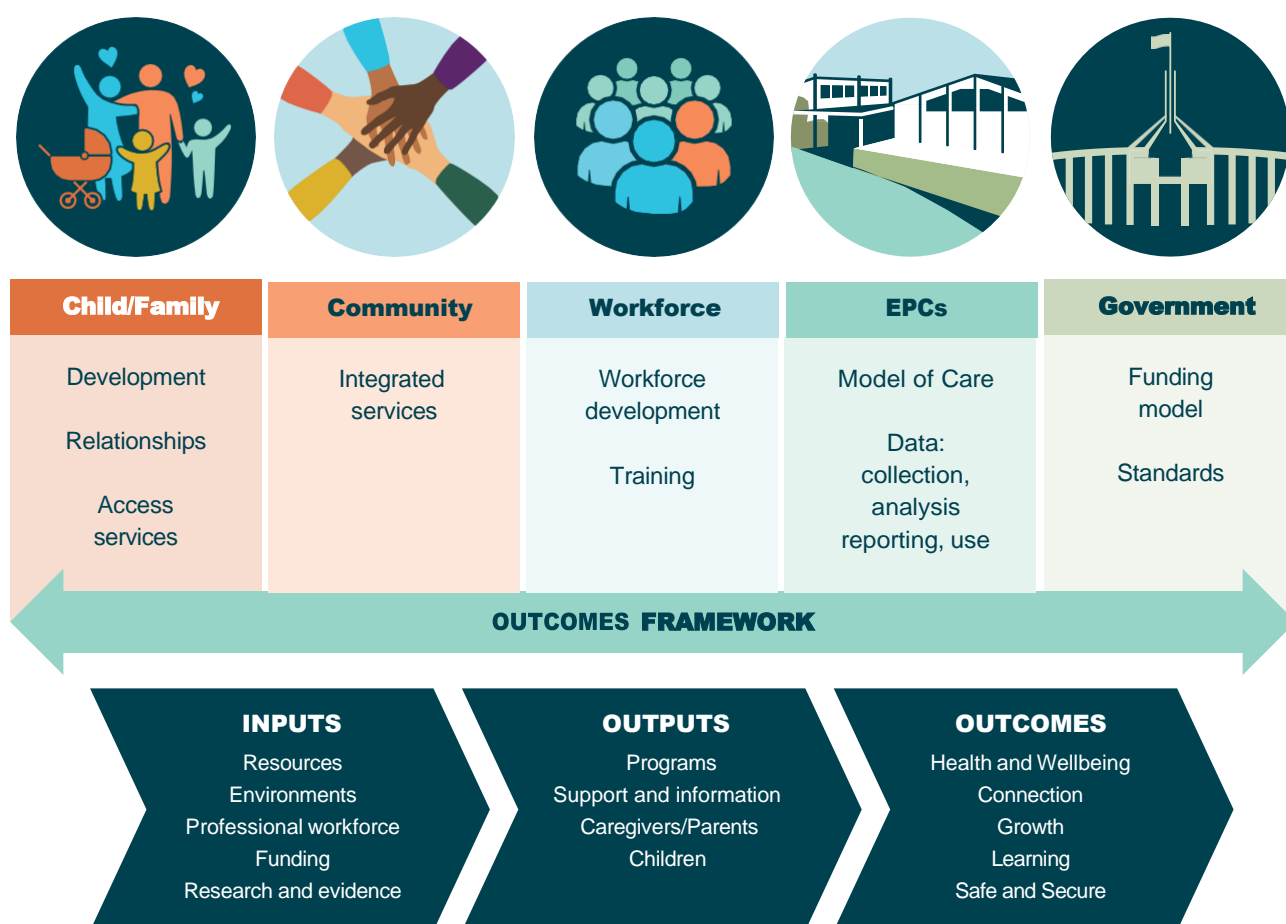 Child/Family
Development
Relationships
Access
services
Community
Integrated
services
Workforce
Workforce
development
Training
EPCs
Model of Care
Data:
collection,
analysis
reporting, use
Government
Funding
model
Standards
OUTCOMES FRAMEWORK
INPUTS
Resources
Environments
Professional workforce
Funding
Research and evidence
OUTPUTS
Programs
Support and information
Caregivers/Parents
Children
OUTCOMES
Health and Wellbeing
Connection
Growth
Learning
Safe and Secure